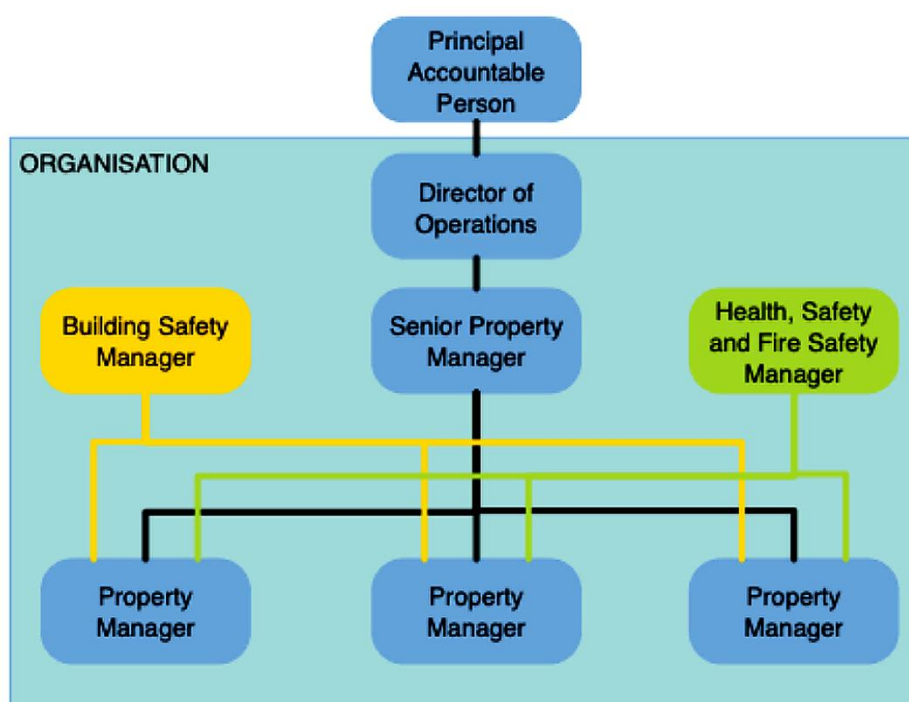 Principal
Accountable
Person
ORGANISATION
Director of
Operations
Building Safety
Manager
Senior Property
Manager
Health, Safety
and Fire Safety
Manager
Property
Manager
Property
Manager
Property
Manager